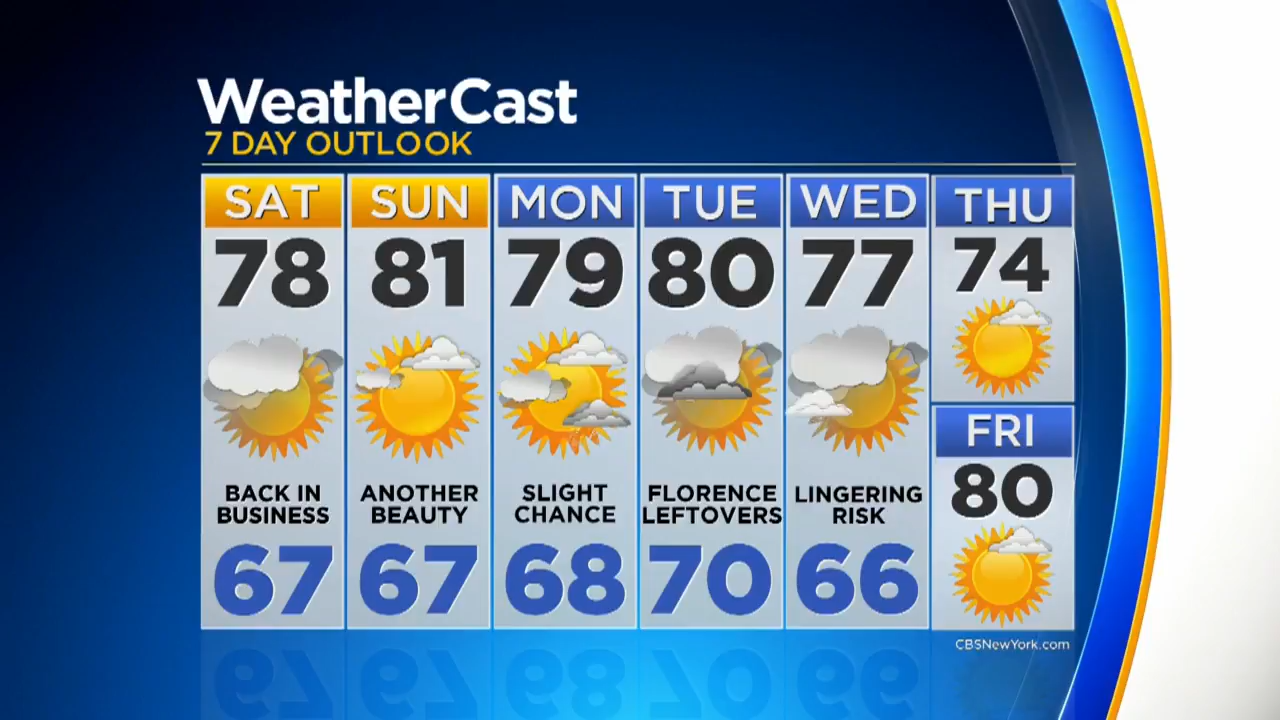 WeatherCast
7 DAY OUTLOOK
SAT
78
BACK IN
BUSINESS
67
SUN
81
ANOTHER
BEAUTY
67
MON
79
SLIGHT
CHANCE
68
TUE
80
FLORENCE
LEFTOVERS
70
WED
77
LINGERING
RISK
66
THU
74
FRI
80
CBSNewYork.com